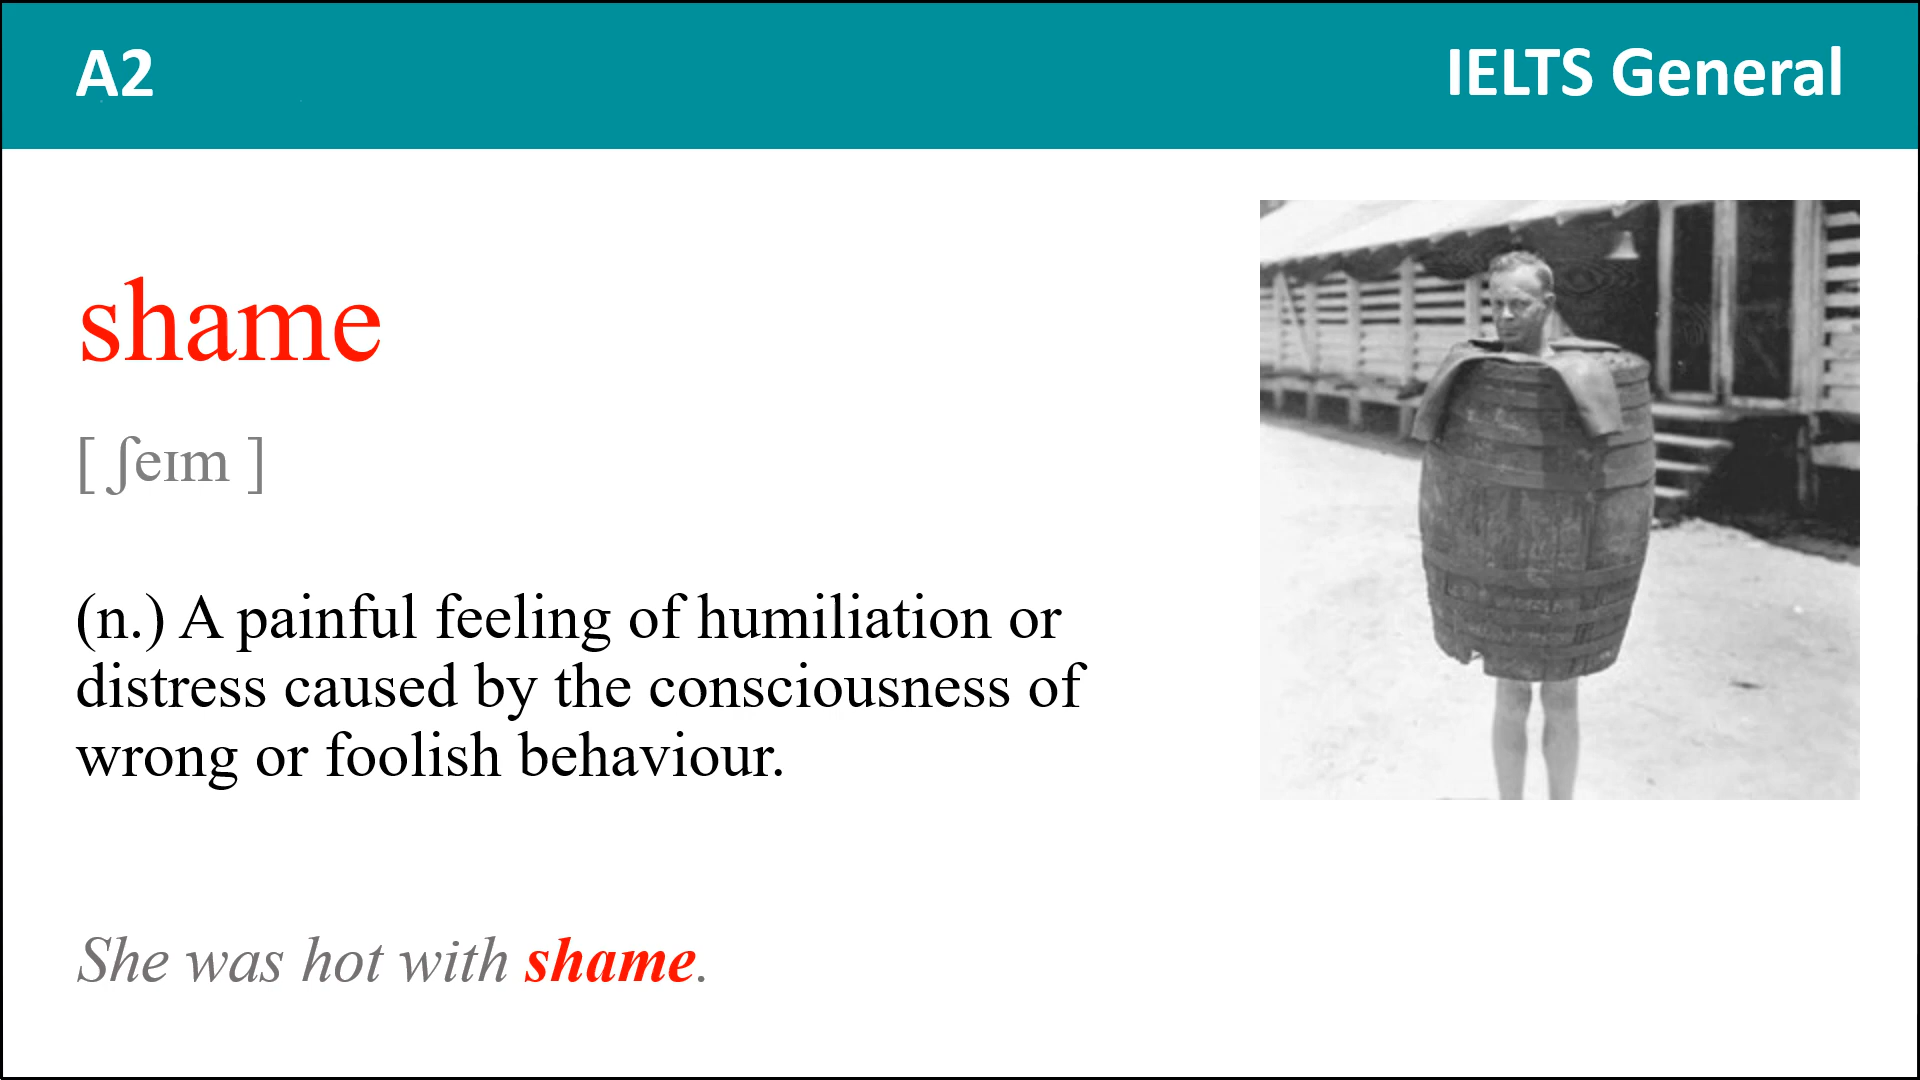 A2
IELTS General
shame
[ ʃeɪm ]
(n.) A painful feeling of humiliation or
distress caused by the consciousness of
wrong or foolish behaviour.
She was hot with shame.